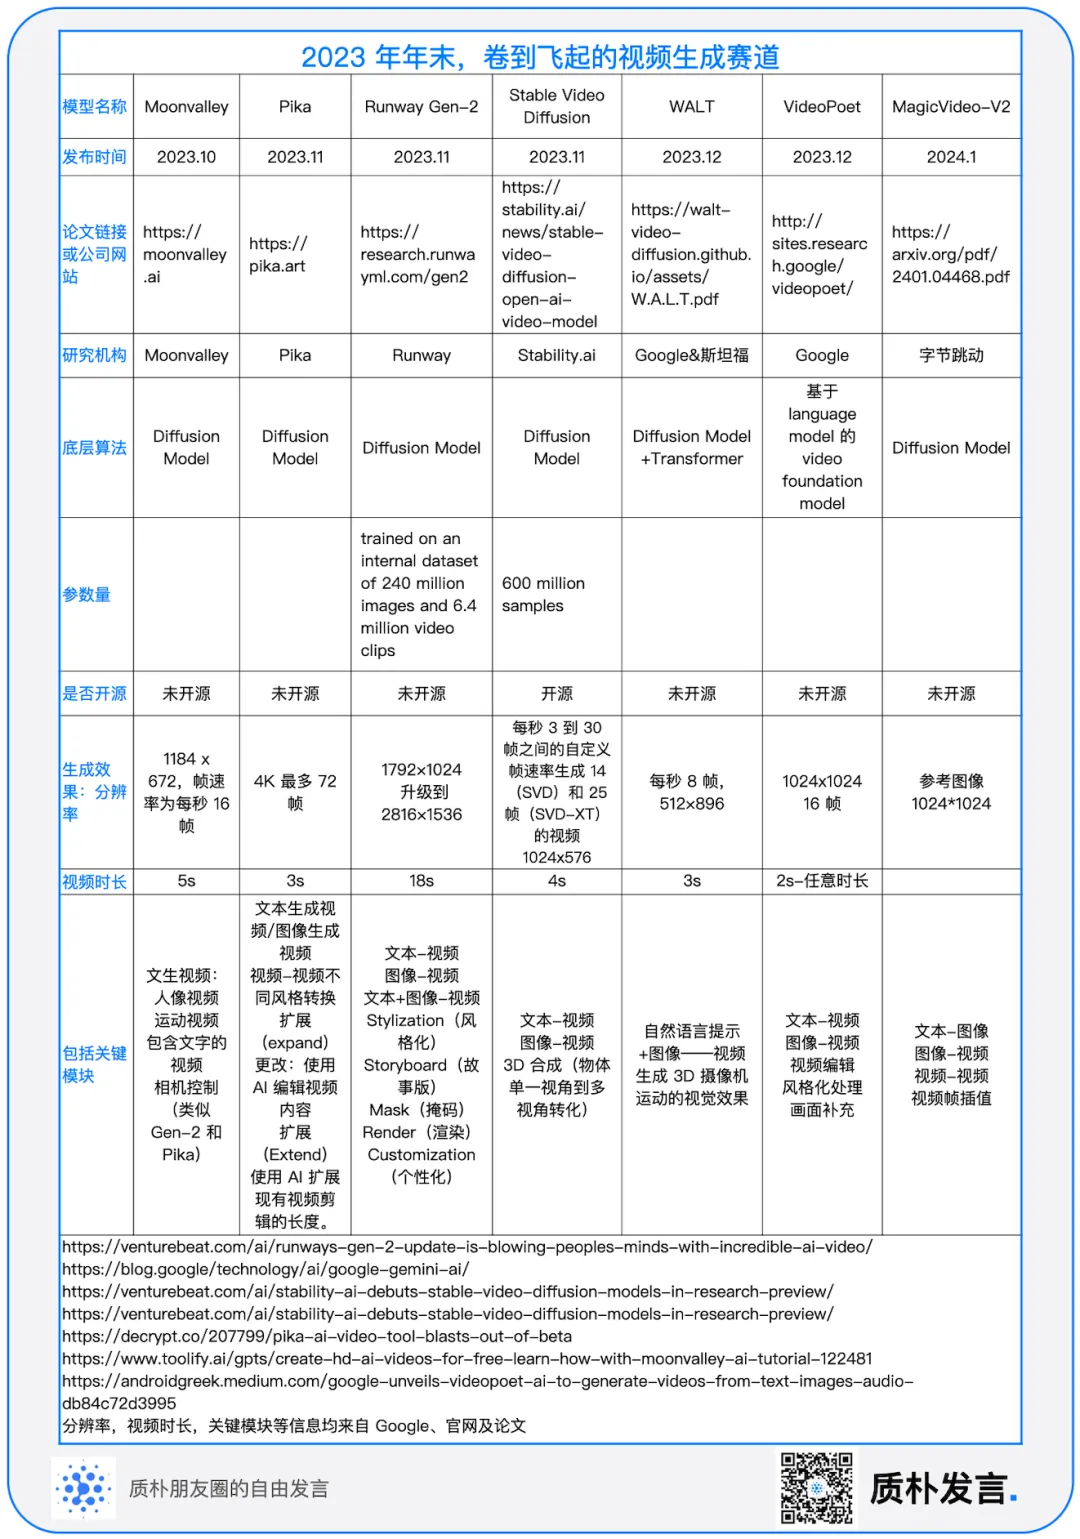 2023 年年末，卷到飞起的视频生成赛道
模型名称
Moonvalley
Pika
Runway Gen-2
Stable Video
Diffusion
WALT
VideoPoet
MagicVideo-V2
发布时间
2023.10
2023.11
2023.11
2023.11
2023.12
2023.12
2024.1
论文链接
或公司网
站
https://
moonvalley
.ai
https://
pika.art
https://
research.runwa
yml.com/gen2
https://
stability.ai/
news/stable-
video-
diffusion-
open-ai-
video-model
https://walt-
video-
diffusion.github.
io/assets/
W.A.L.T.pdf
http://
sites.researc
h.google/
videopoet/
https://
arxiv.org/pdf/
2401.04468.pdf
研究机构
Moonvalley
Pika
Runway
Stability.ai
Google&斯坦福
Google
字节跳动
底层算法
Diffusion
Model
Diffusion
Model
Diffusion Model
Diffusion
Model
Diffusion Model
+Transformer
基于
language
model 的
video
foundation
model
Diffusion Model
参数量
trained on an
internal dataset
of 240 million
images and 6.4
million video
clips
600 million
samples
是否开源
未开源
未开源
未开源
开源
未开源
未开源
未开源
生成效
果：分辨
率
1184 x
672，帧速
率为每秒 16
帧
4K 最多 72
帧
1792×1024
升级到
2816×1536
每秒 3 到 30
帧之间的自定义
帧速率生成 14
（SVD）和 25
帧（SVD-XT）
的视频
1024x576
每秒 8 帧，
512×896
1024x1024
16 帧
参考图像
1024*1024
视频时长
5s
3s
18s
4s
3s
2s-任意时长
包括关键
模块
文生视频：
人像视频
运动视频
包含文字的
视频
相机控制
（类似
Gen-2 和
Pika）
文本生成视
频/图像生成
视频
视频-视频不
同风格转换
扩展
（expand）
更改：使用
AI 编辑视频
内容
扩展
（Extend）
使用 AI 扩展
现有视频剪
辑的长度。
文本-视频
图像-视频
文本+图像-视频
Stylization（风
格化）
Storyboard（故
事版）
Mask（掩码）
Render（渲染）
Customization
（个性化）
文本-视频
图像-视频
3D 合成（物体
单一视角到多
视角转化）
自然语言提示
+图像——视频
生成 3D 摄像机
运动的视觉效果
文本-视频
图像-视频
视频编辑
风格化处理
画面补充
文本-图像
图像-视频
视频-视频
视频帧插值
https://venturebeat.com/ai/runways-gen-2-update-is-blowing-peoples-minds-with-incredible-ai-video/
https://blog.google/technology/ai/google-gemini-ai/
https://venturebeat.com/ai/stability-ai-debuts-stable-video-diffusion-models-in-research-preview/
https://venturebeat.com/ai/stability-ai-debuts-stable-video-diffusion-models-in-research-preview/
https://decrypt.co/207799/pika-ai-video-tool-blasts-out-of-beta
https://www.toolify.ai/gpts/create-hd-ai-videos-for-free-learn-how-with-moonvalley-ai-tutorial-122481
https://androidgreek.medium.com/google-unveils-videopoet-ai-to-generate-videos-from-text-images-audio-
db84c72d3995
分辨率，视频时长，关键模块等信息均来自 Google、官网及论文
质朴朋友圈的自由发言
质朴发言.